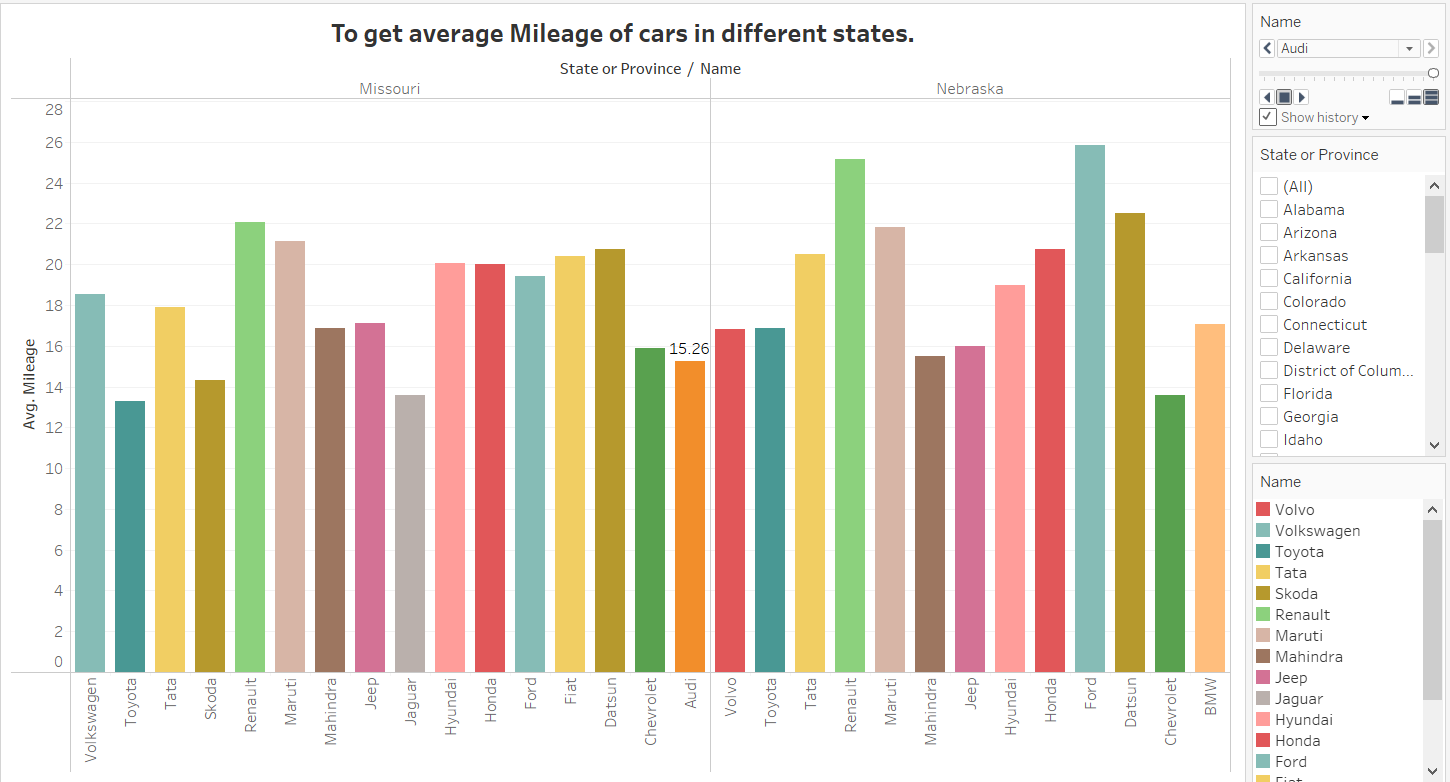 To get average Mileage of cars in different states.
State or Province / Name
Missouri
Nebraska
Avg. Mileage
28
26
24
22
20
18
16
14
12
10
8
6
4
2
0
15.26
Volkswagen
Toyota
Tata
Skoda
Renault
Maruti
Mahindra
Jeep
Jaguar
Hyundai
Honda
Ford
Fiat
Datsun
Chevrolet
Audi
Volvo
Toyota
Tata
Renault
Maruti
Mahindra
Jeep
Hyundai
Honda
Ford
Datsun
Chevrolet
BMW
Name
Audi
Show history
State or Province
(All)
Alabama
Arizona
Arkansas
California
Colorado
Connecticut
Delaware
District of Colum...
Florida
Georgia
Idaho
Name
Volvo
Volkswagen
Toyota
Tata
Skoda
Renault
Maruti
Mahindra
Jeep
Jaguar
Hyundai
Honda
Ford
Fiat